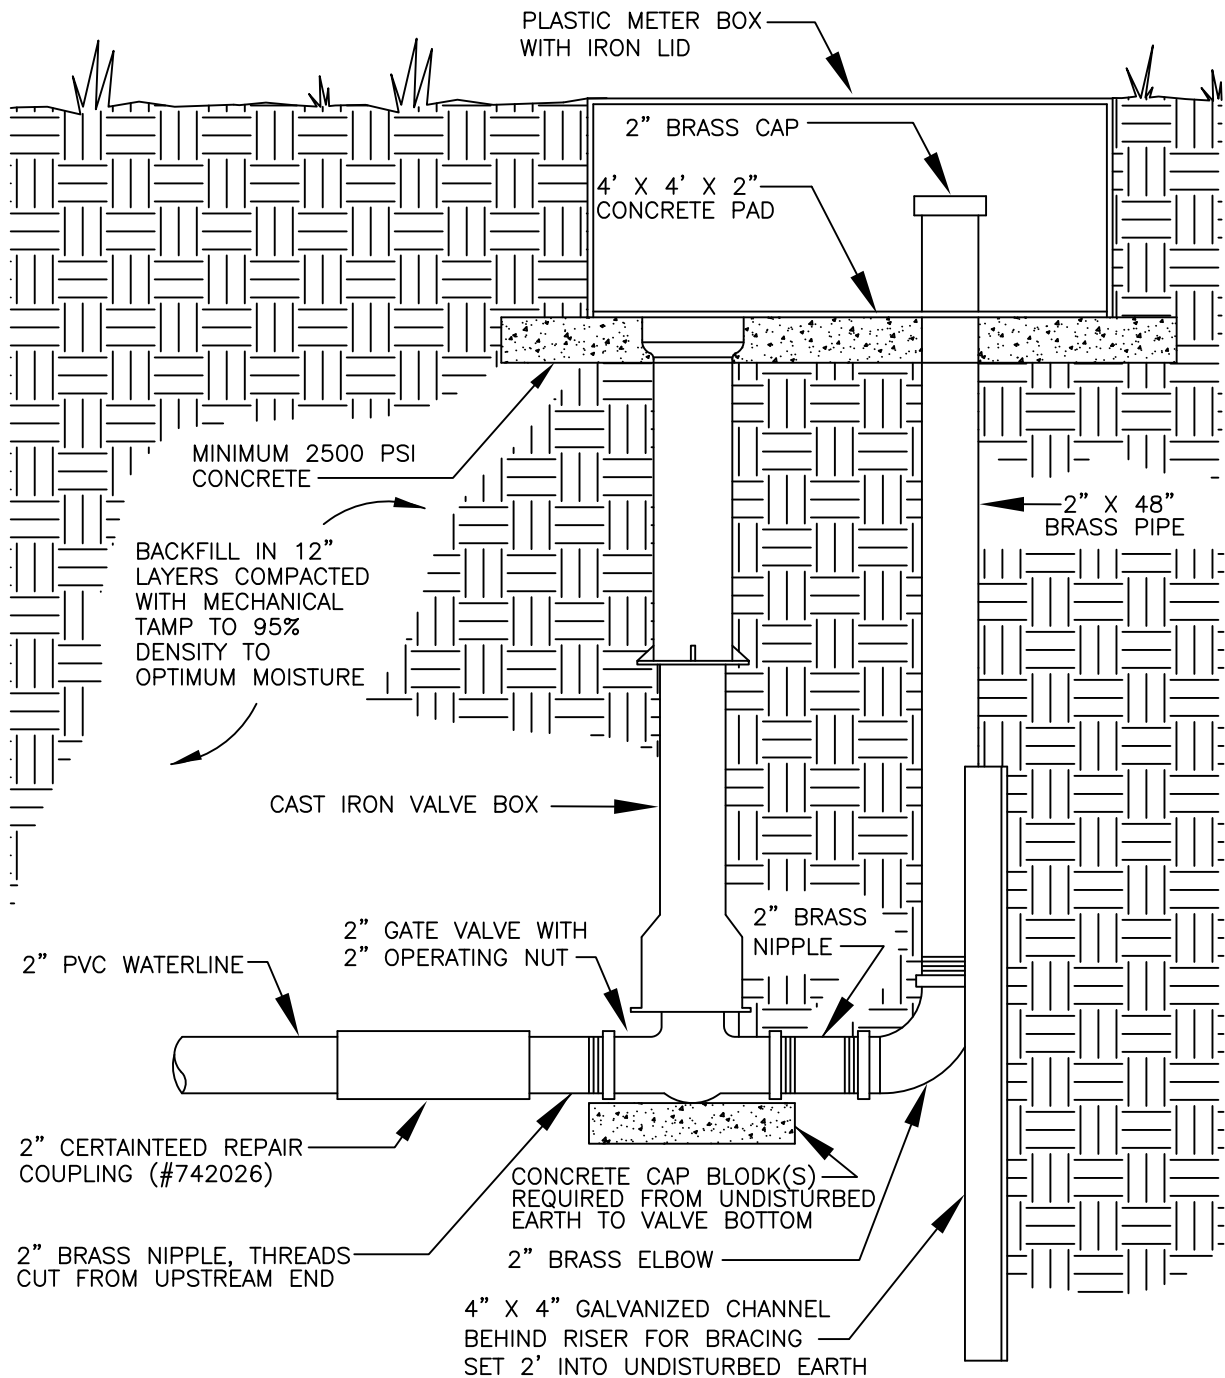 PLASTIC METER BOX
WITH IRON LID
2" BRASS CAP
4' X 4' X 2"
CONCRETE PAD
MINIMUM 2500 PSI
CONCRETE
2" X 48"
BRASS PIPE
BACKFILL IN 12"
LAYERS COMPACTED
WITH MECHANICAL
TAMP TO 95%
DENSITY TO
OPTIMUM MOISTURE
CAST IRON VALVE BOX
2" GATE VALVE WITH
2" OPERATING NUT
2" BRASS
NIPPLE
2" PVC WATERLINE
2" CERTAINTEED REPAIR
COUPLING (#742026)
CONCRETE CAP BLODK(S)
REQUIRED FROM UNDISTURBED
EARTH TO VALVE BOTTOM
2" BRASS NIPPLE, THREADS
CUT FROM UPSTREAM END
2" BRASS ELBOW
4" X 4" GALVANIZED CHANNEL
BEHIND RISER FOR BRACING
SET 2' INTO UNDISTURBED EARTH